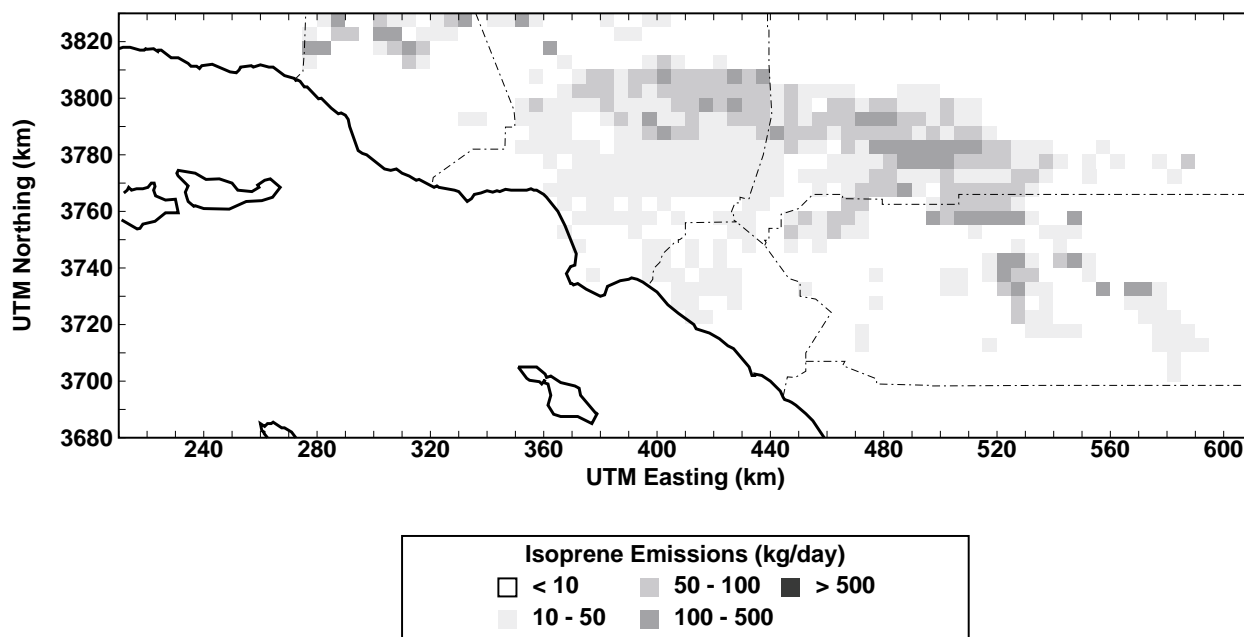 3820
3800
3780
3760
3740
3720
3700
3680
UTM Northing (km)
240 280 320 360 400 440 480 520 560 600
UTM Easting (km)
Isoprene Emissions (kg/day)
< 10 50 - 100 > 500
10 - 50 100 - 500